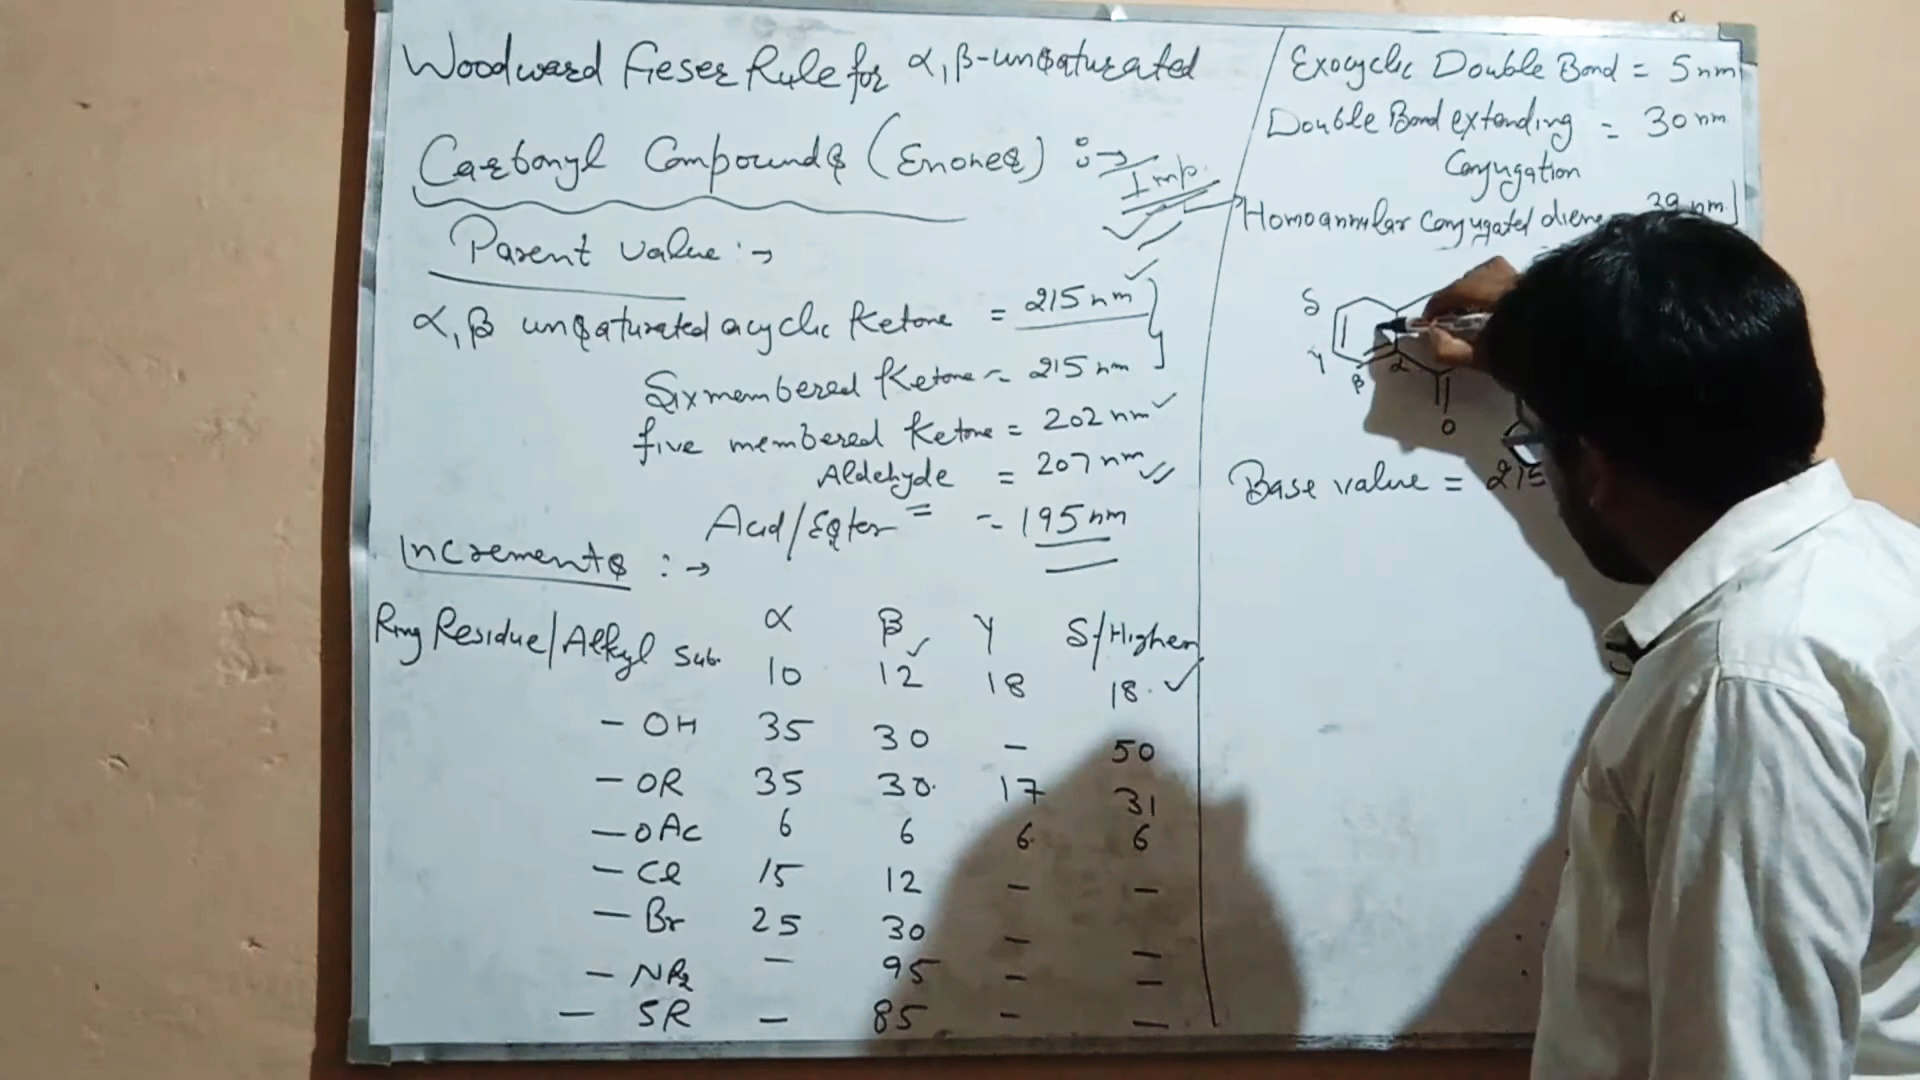 Woodward Fieser Rule for α,β-unsaturated
Carbonyl Compounds (Enones) :→
Imp.
Parent value :→
α,β unsaturated acyclic Ketone = 215 nm
Six membered Ketone = 215 nm
five membered Ketone = 202 nm
Aldehyde = 207 nm
Acid/Ester = 195 nm
Increments :→
Ring Residue/Alkyl Sub.
α β γ δ/Higher
10 12 18 18
- OH 35 30 - 50
- OR 35 30 17 31
- OAc 6 6 6 6
- Cl 15 12 - -
- Br 25 30 - -
- NR2 - 95 - -
- SR - 85 - -
Exocyclic Double Bond = 5 nm
Double Bond extending = 30 nm
Conjugation
Homoannular Conjugated diene 39 nm
δ
γ
β
α
O
Base value = 215